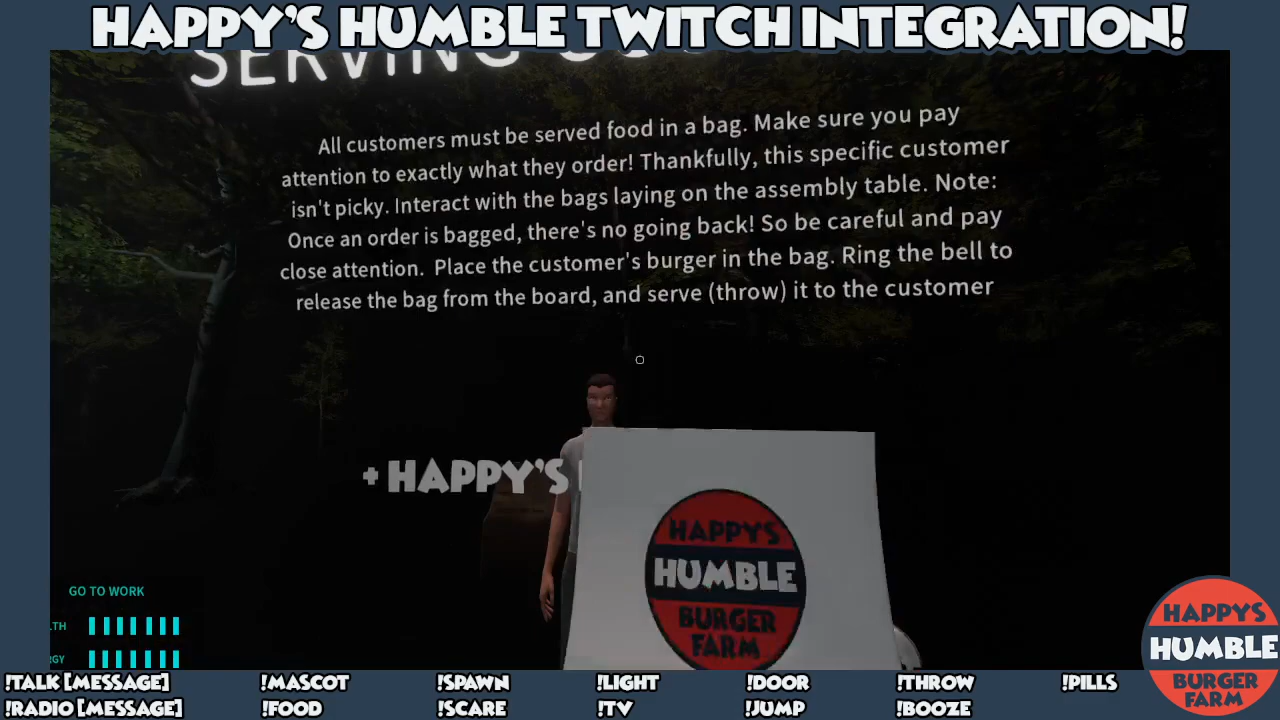 HAPPY'S HUMBLE TWITCH INTEGRATION!
SERVING
All customers must be served food in a bag. Make sure you pay
attention to exactly what they order! Thankfully, this specific customer
isn't picky. Interact with the bags laying on the assembly table. Note:
Once an order is bagged, there's no going back! So be careful and pay
close attention. Place the customer's burger in the bag. Ring the bell to
release the bag from the board, and serve (throw) it to the customer
+ HAPPY'S
HAPPYS
HUMBLE
BURGER
FARM
GO TO WORK
HAPPYS
HUMBLE
BURGER
FARM
!TALK [MESSAGE] !MASCOT !SPAWN !LIGHT !DOOR !THROW !PILLS
!RADIO [MESSAGE] !FOOD !SCARE !TV !JUMP !BOOZE